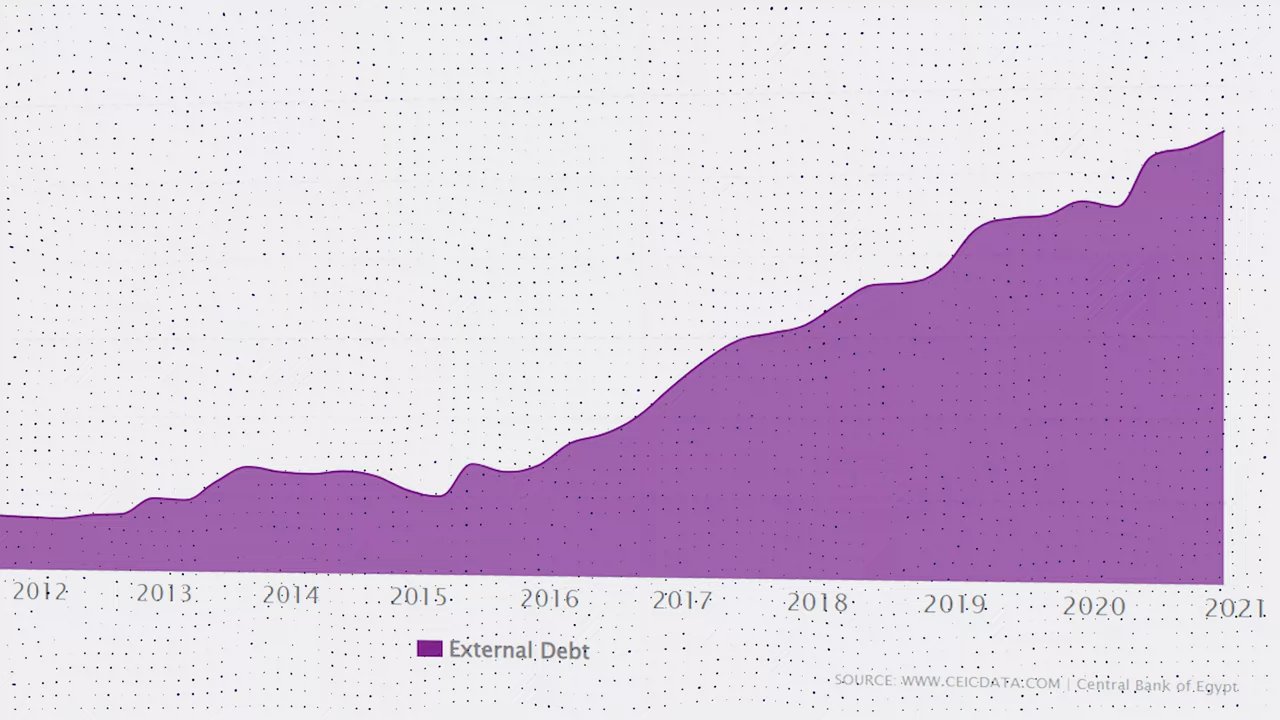 2012 2013 2014 2015 2016 2017 2018 2019 2020 2021
External Debt
SOURCE: WWW.CEICDATA.COM | Central Bank of Egypt